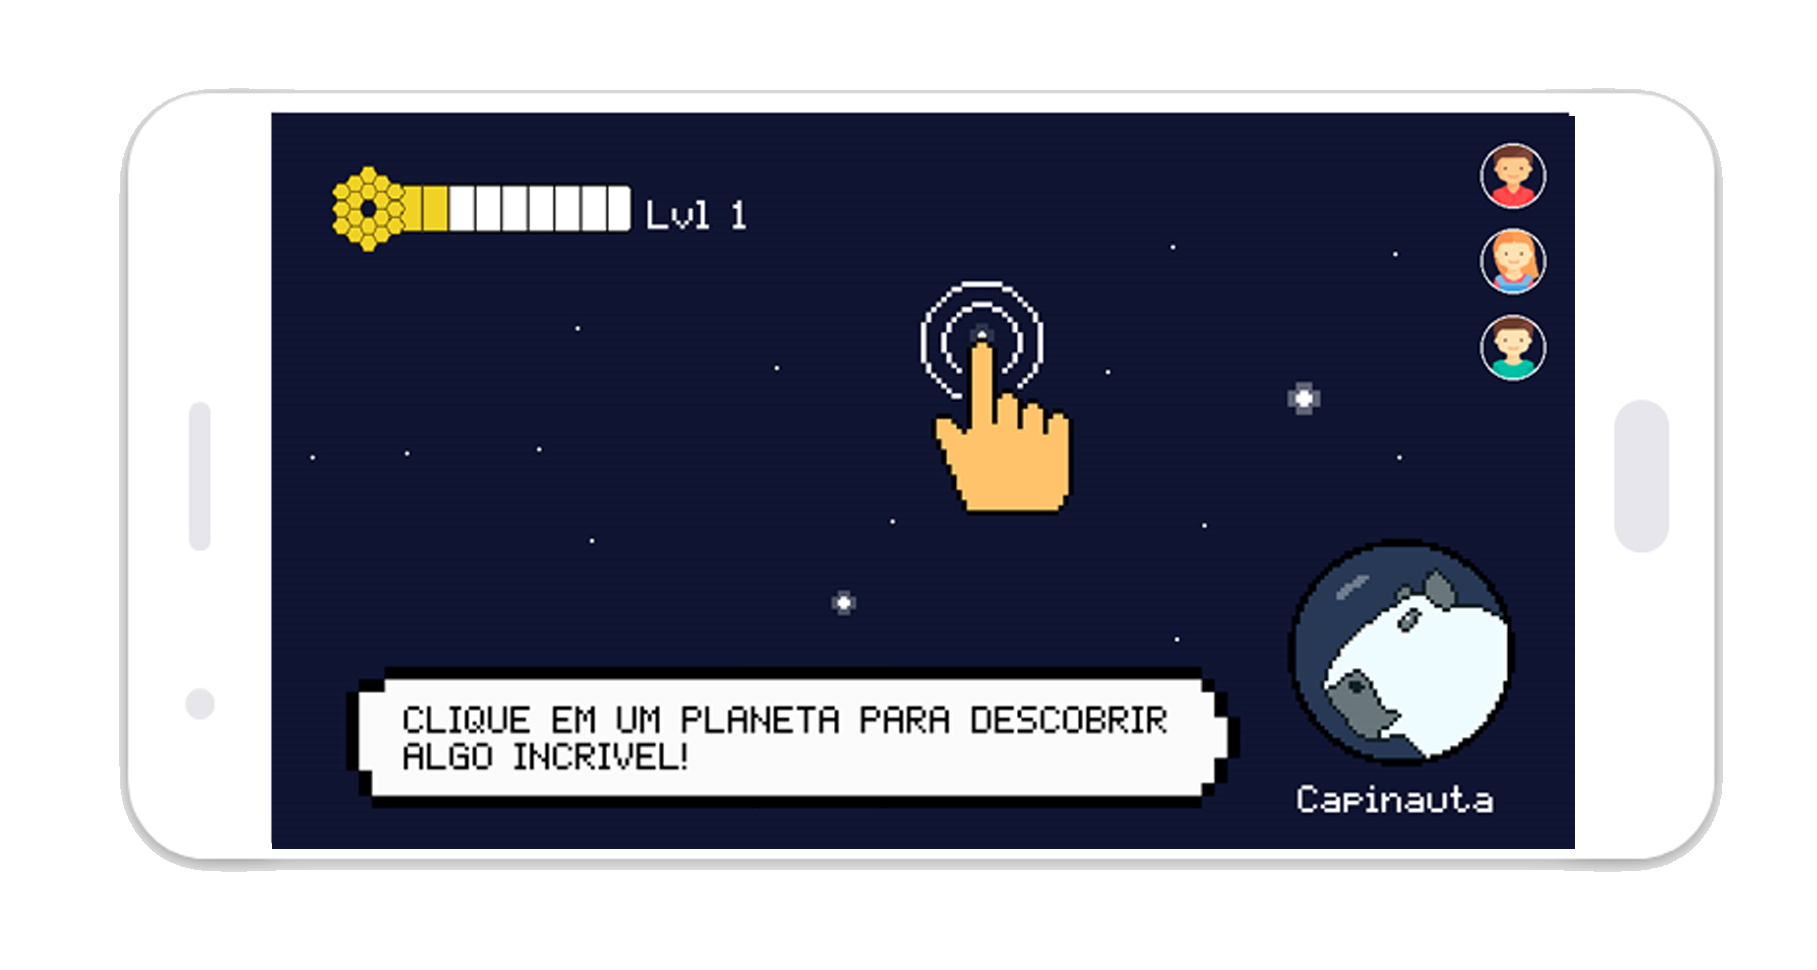 Lvl 1
CLIQUE EM UM PLANETA PARA DESCOBRIR
ALGO INCRIVEL!
Capinauta